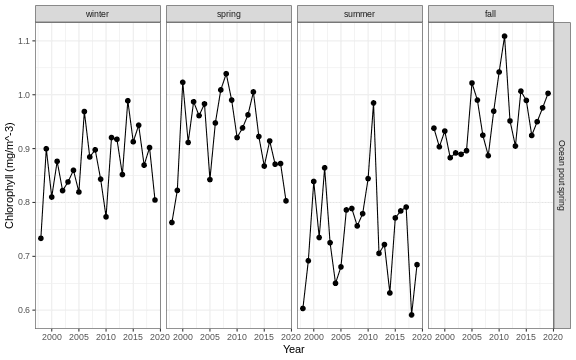 winter spring summer fall
1.1
1.0
0.9
0.8
0.7
0.6
Chlorophyll (mg/m^-3)
Ocean pout spring
2000 2005 2010 2015 2020 2000 2005 2010 2015 2020 2000 2005 2010 2015 2020 2000 2005 2010 2015 2020
Year